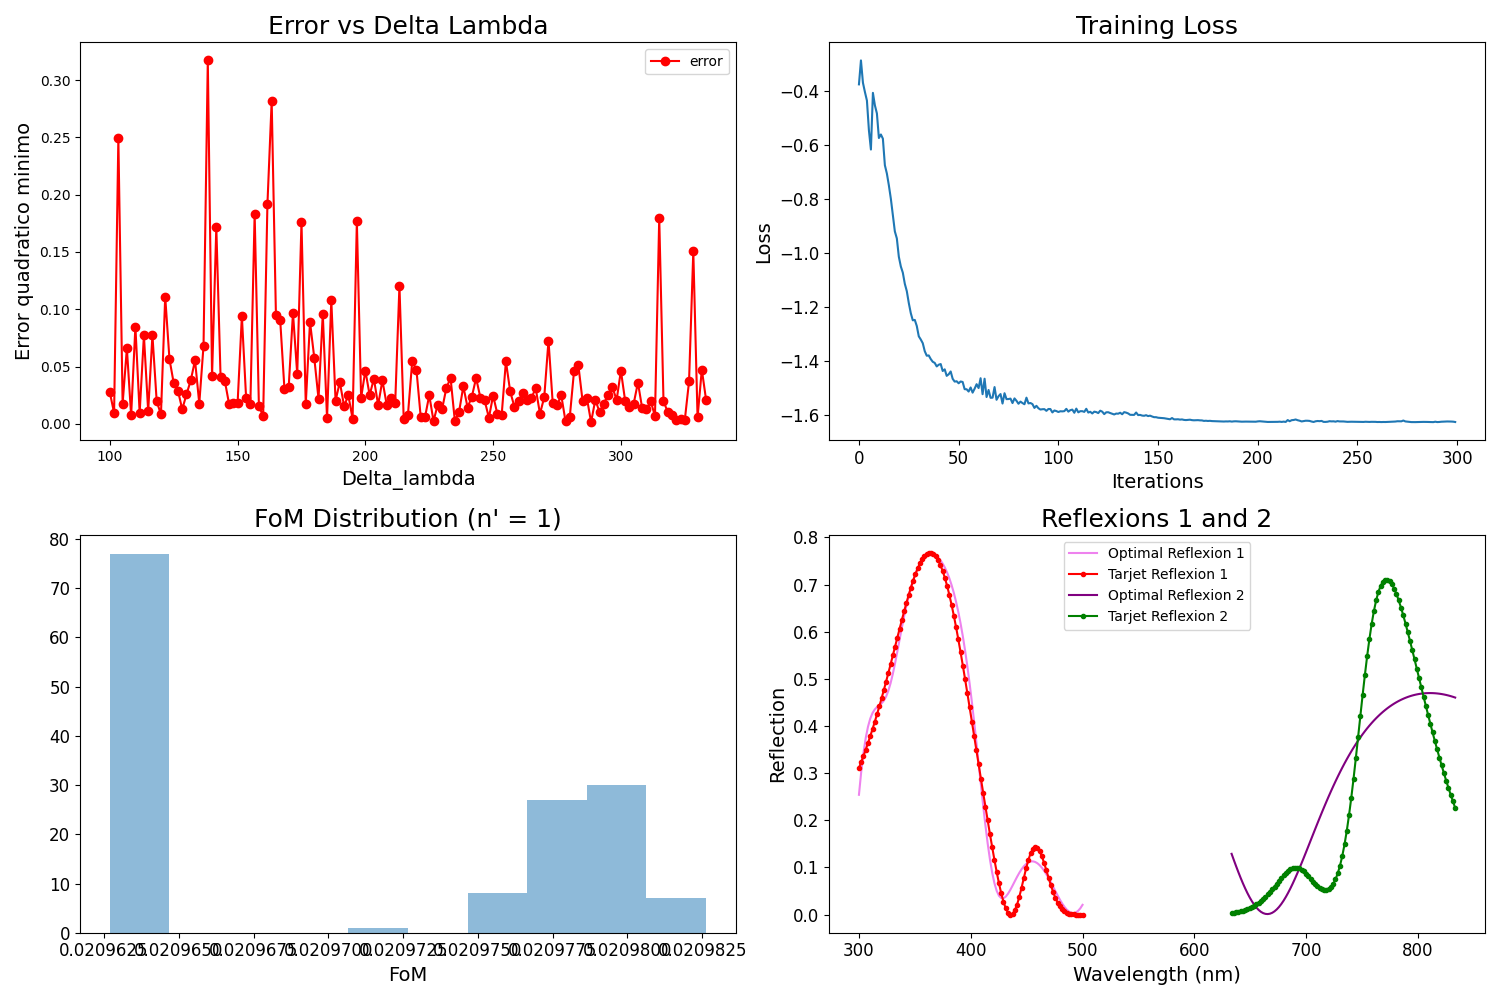 Error vs Delta Lambda
error
Error quadratico minimo
0.30
0.25
0.20
0.15
0.10
0.05
0.00
100 150 200 250 300
Delta_lambda
Training Loss
Loss
−0.4
−0.6
−0.8
−1.0
−1.2
−1.4
−1.6
0 50 100 150 200 250 300
Iterations
FoM Distribution (n' = 1)
80
70
60
50
40
30
20
10
0
0.0209625 0.0209650 0.0209675 0.0209700 0.0209725 0.0209750 0.0209775 0.0209800 0.0209825
FoM
Reflexions 1 and 2
Optimal Reflexion 1
Tarjet Reflexion 1
Optimal Reflexion 2
Tarjet Reflexion 2
Reflection
0.8
0.7
0.6
0.5
0.4
0.3
0.2
0.1
0.0
300 400 500 600 700 800
Wavelength (nm)